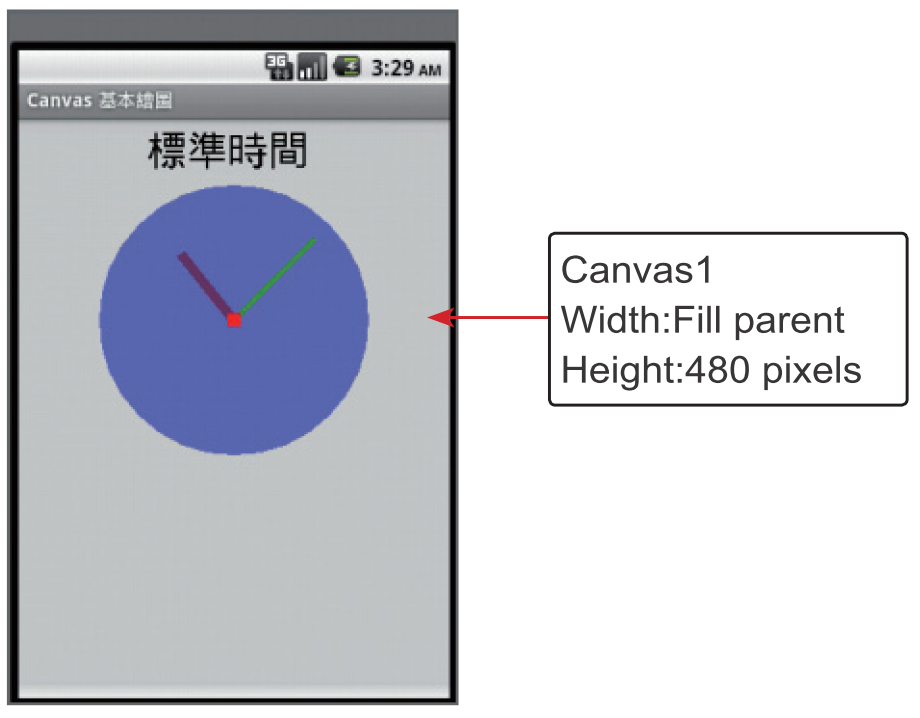 3G
3:29 AM
Canvas 基本繪圖
標準時間
Canvas1
Width:Fill parent
Height:480 pixels